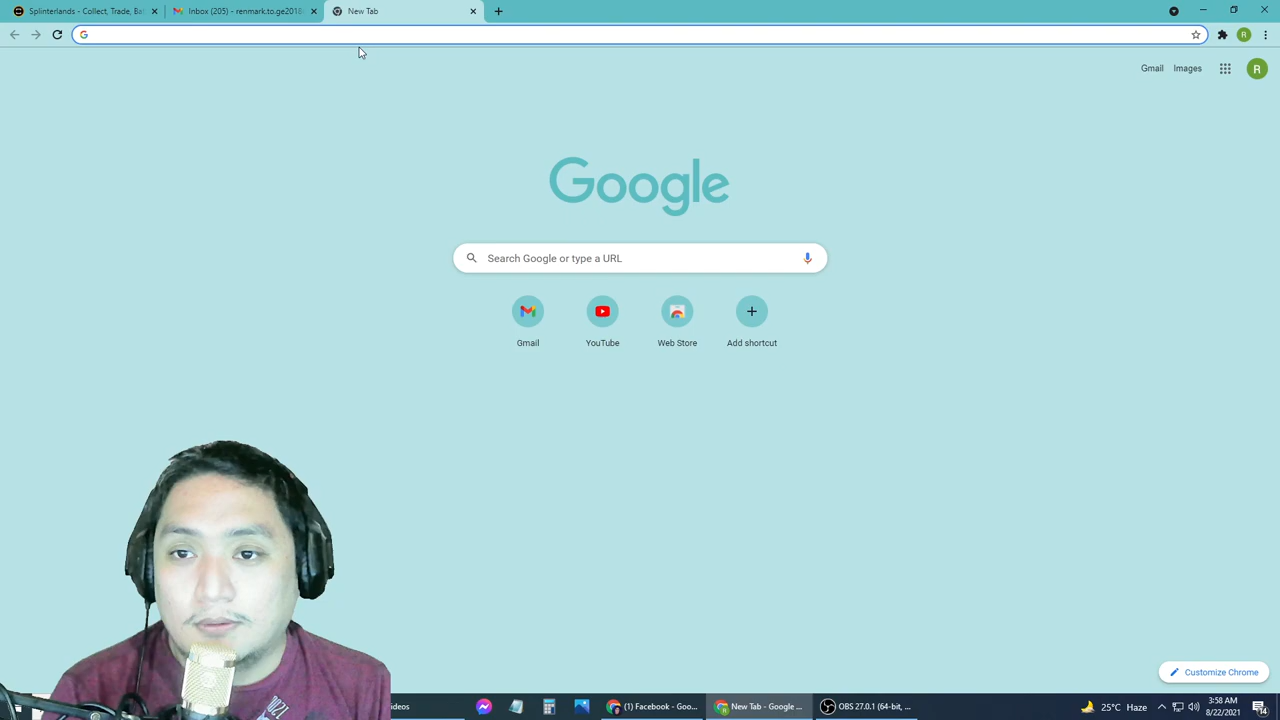 Splinterlands - Collect, Trade, Bat
Inbox (205) - renmark.to.ge2018
New Tab
Gmail
Images
R
Google
Search Google or type a URL
Gmail
YouTube
Web Store
Add shortcut
Customize Chrome
(1) Facebook - Goo...
New Tab - Google ...
OBS 27.0.1 (64-bit, ...
25°C Haze
3:58 AM
8/22/2021
14